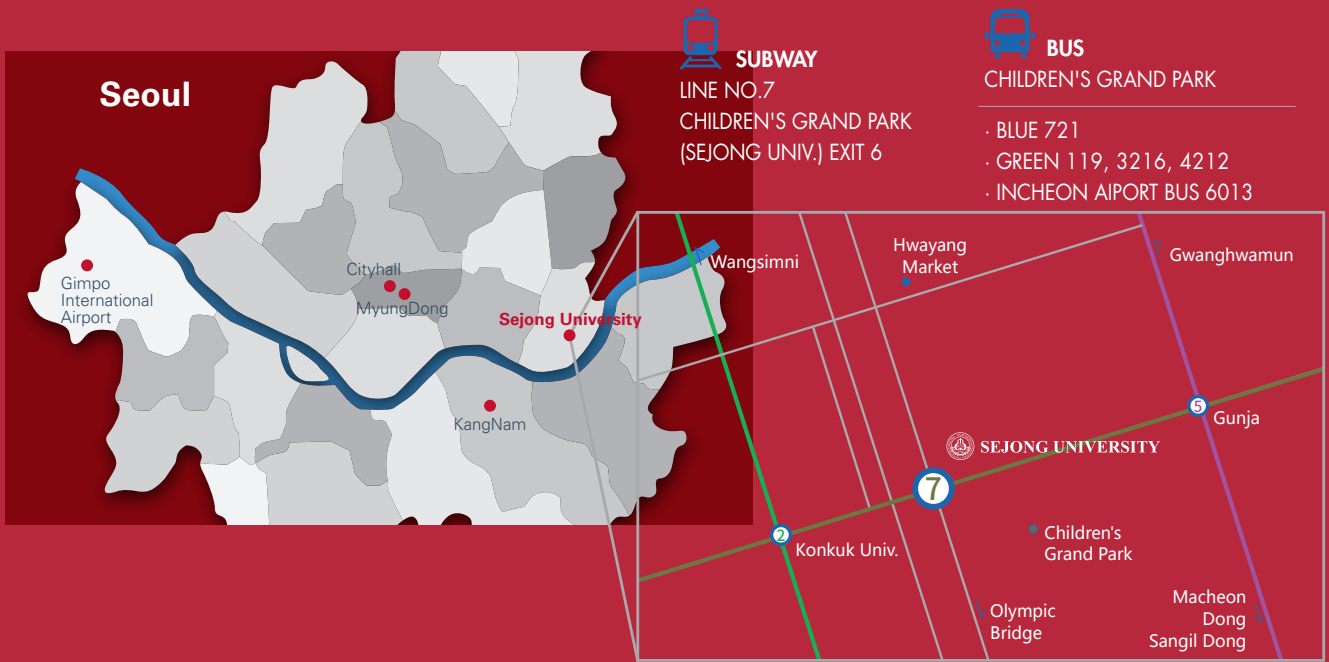 SUBWAY
LINE NO.7
CHILDREN'S GRAND PARK
(SEJONG UNIV.) EXIT 6
BUS
CHILDREN'S GRAND PARK
· BLUE 721
· GREEN 119, 3216, 4212
· INCHEON AIPORT BUS 6013
Seoul
Gimpo
International
Airport
Cityhall
MyungDong
Sejong University
KangNam
Wangsimni
Hwayang
Market
Gwanghwamun
5
Gunja
SEJONG UNIVERSITY
7
2
Konkuk Univ.
Children's
Grand Park
Olympic
Bridge
Macheon
Dong
Sangil Dong